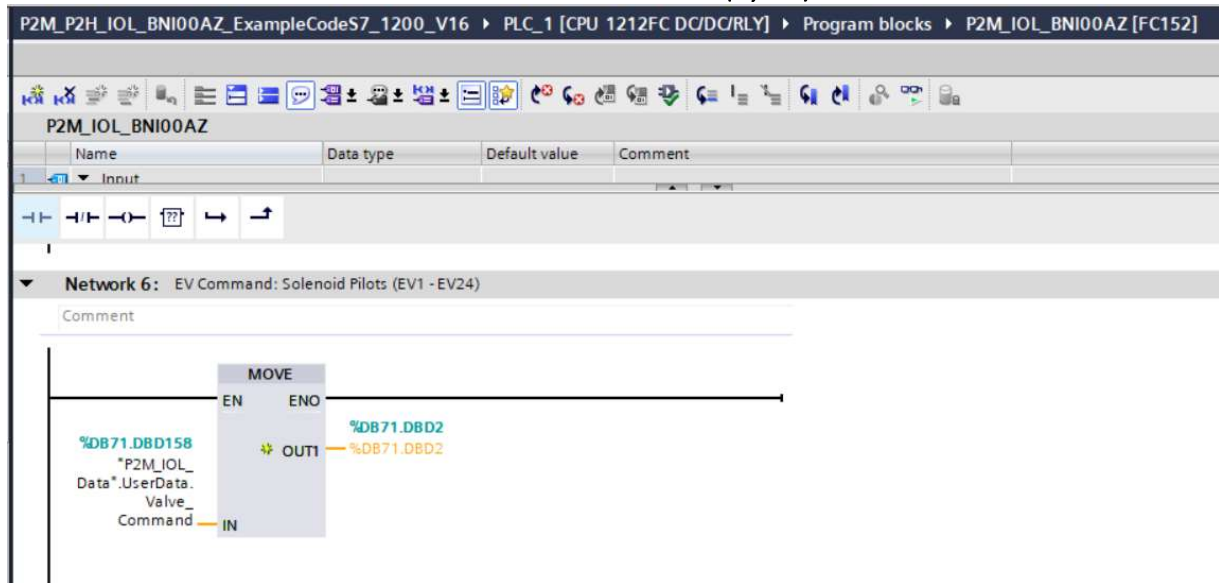 P2M_P2H_IOL_BNI00AZ_ExampleCodeS7_1200_V16 ▸ PLC_1 [CPU 1212FC DC/DC/RLY] ▸ Program blocks ▸ P2M_IOL_BNI00AZ [FC152]
P2M_IOL_BNI00AZ
Name Data type Default value Comment
1 Input
??
Network 6: EV Command: Solenoid Pilots (EV1 - EV24)
Comment
MOVE
EN ENO
%DB71.DBD158
"P2M_IOL_
Data".UserData.
Valve_
Command
IN
OUT1
%DB71.DBD2
%DB71.DBD2